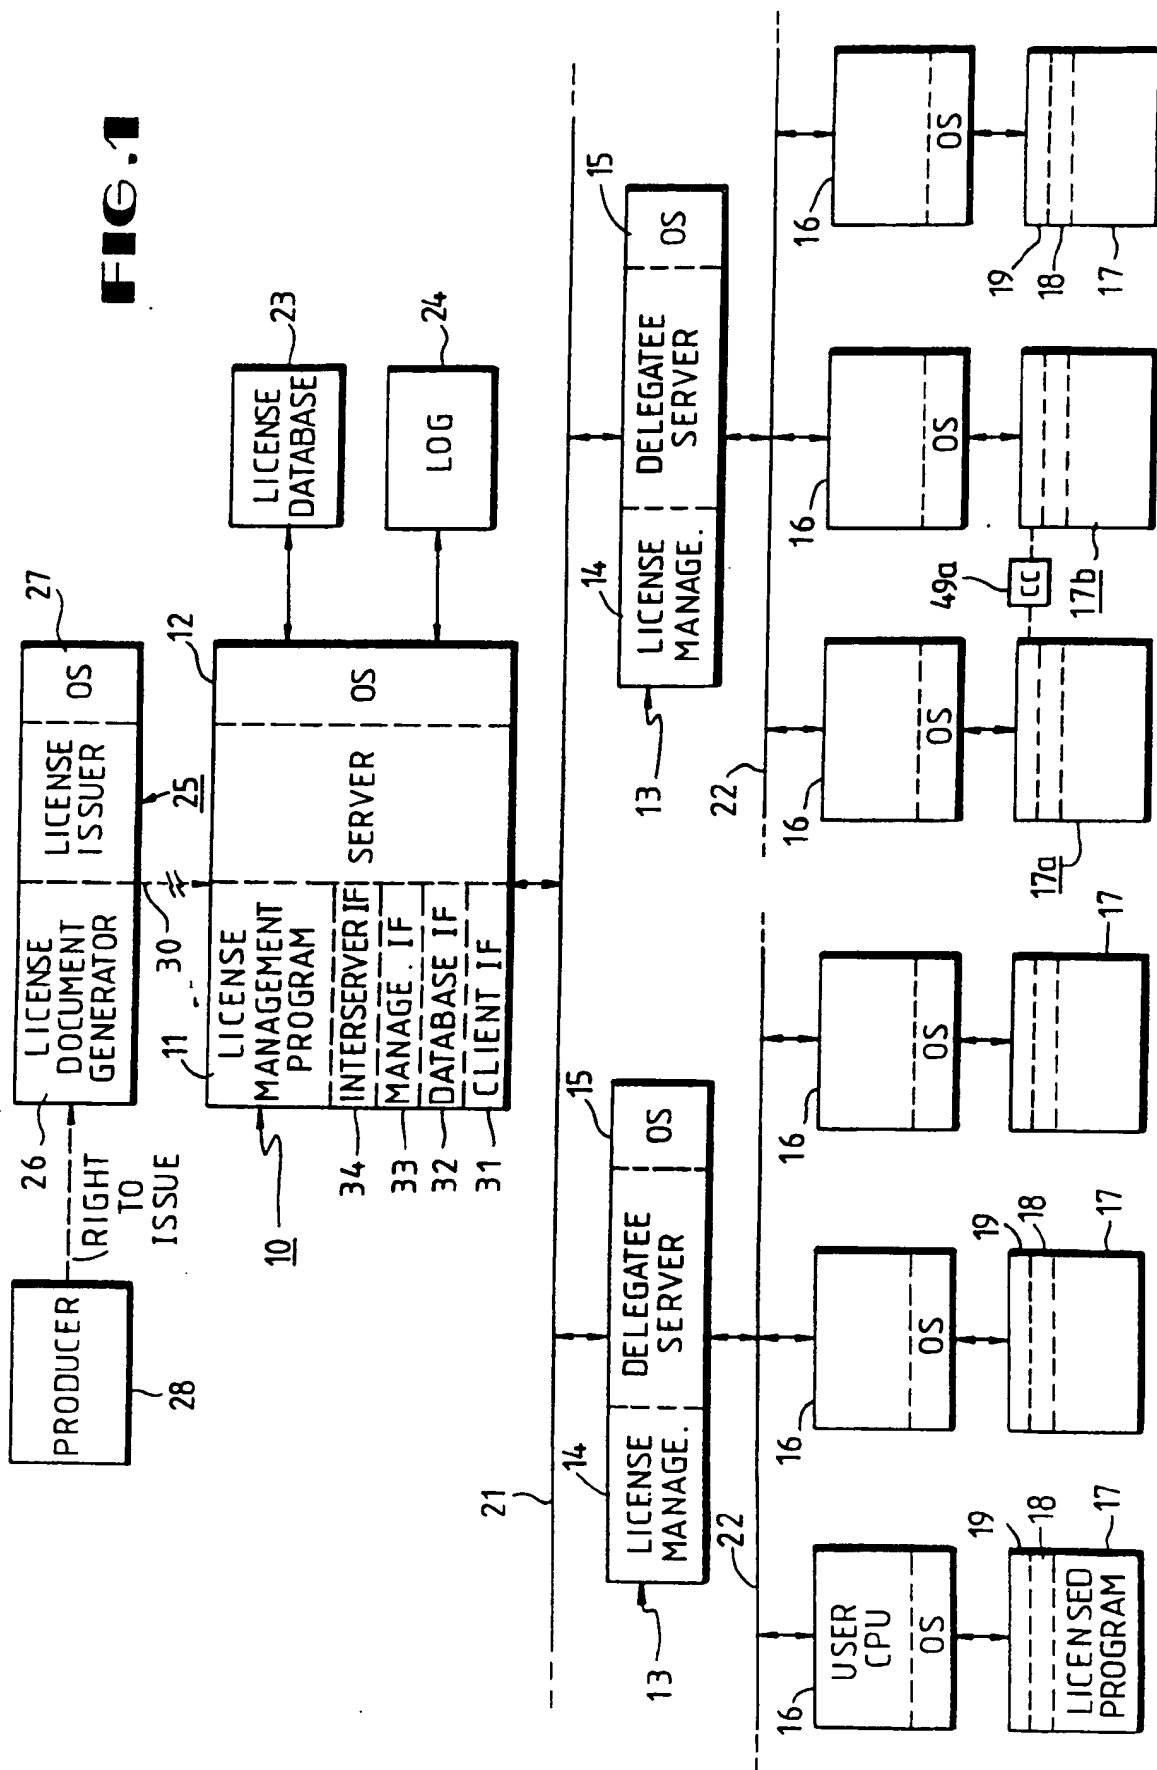 FIG.1
PRODUCER
28
RIGHT
TO
ISSUE
26
LICENSE
DOCUMENT
GENERATOR
LICENSE
ISSUER
OS
27
25
30
10
11
LICENSE
MANAGEMENT
PROGRAM
INTERSERVER IF
MANAGE. IF
DATABASE IF
CLIENT IF
34
33
32
31
SERVER
OS
12
LICENSE
DATABASE
23
LOG
24
21
13
14
LICENSE
MANAGE.
DELEGATEE
SERVER
OS
15
13
14
LICENSE
MANAGE.
DELEGATEE
SERVER
OS
15
22
22
16
USER
CPU
OS
16
OS
16
OS
16
OS
16
OS
16
OS
19
18
17
LICENSED
PROGRAM
19
18
17
17
17a
49a
CC
17b
19
18
17